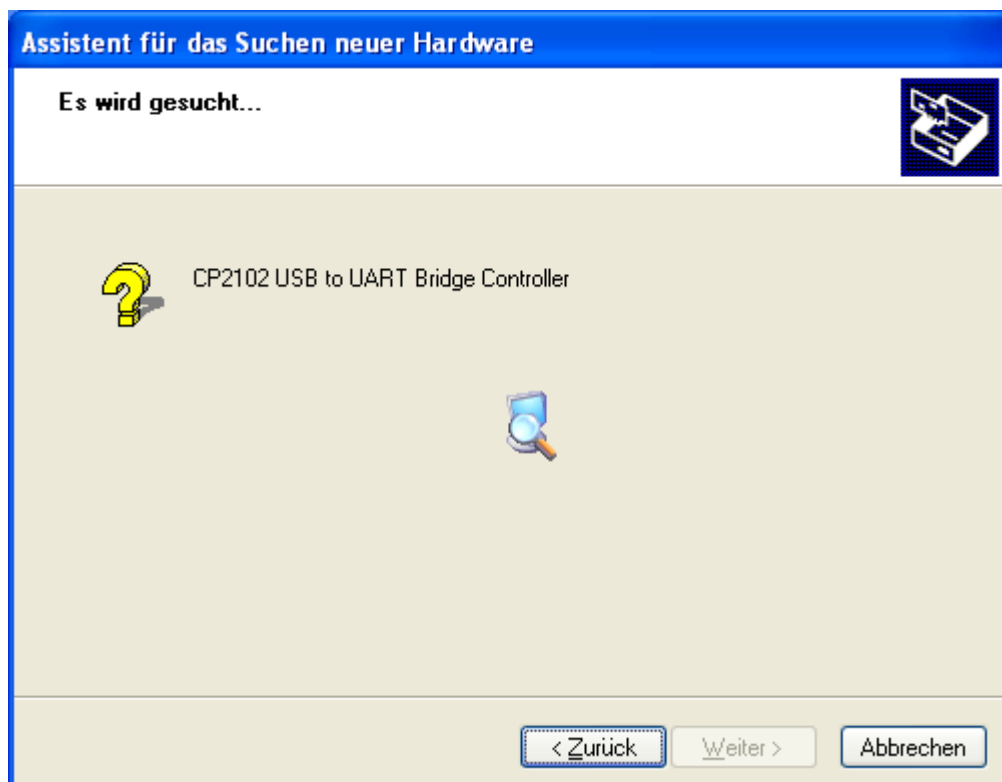 Assistent für das Suchen neuer Hardware
Es wird gesucht...
CP2102 USB to UART Bridge Controller
< Zurück Weiter > Abbrechen